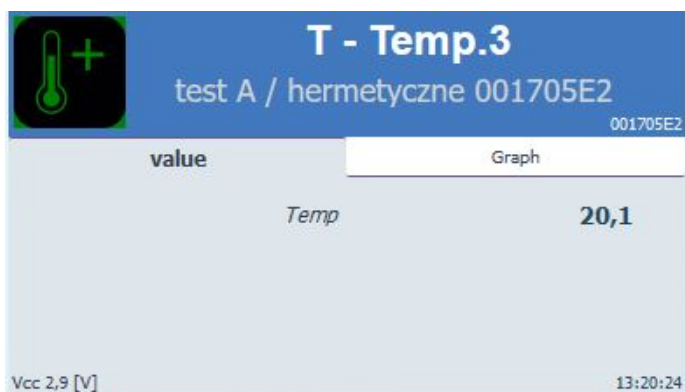 T - Temp.3
test A / hermetyczne 001705E2
001705E2
value Graph
Temp 20,1
Vcc 2,9 [V] 13:20:24